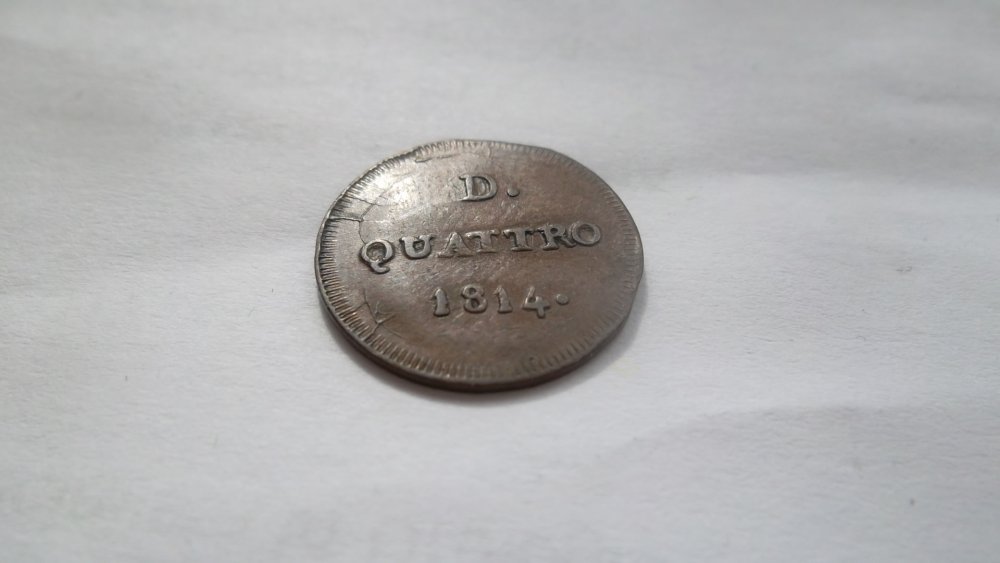 D.
QUATTRO
1814.